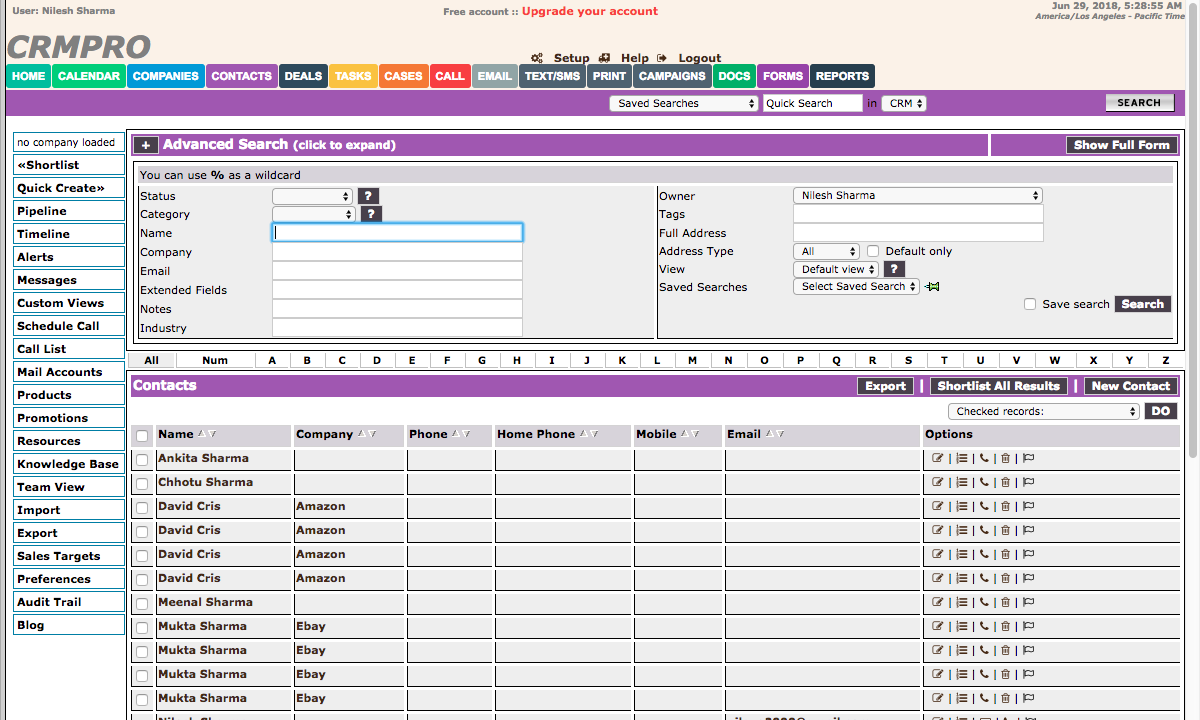 User: Nilesh Sharma
Free account :: Upgrade your account
Jun 29, 2018, 5:28:55 AM
America/Los Angeles - Pacific Time
CRMPRO
Setup Help Logout
HOME CALENDAR COMPANIES CONTACTS DEALS TASKS CASES CALL EMAIL TEXT/SMS PRINT CAMPAIGNS DOCS FORMS REPORTS
Saved Searches Quick Search in CRM SEARCH
no company loaded
«Shortlist
Quick Create»
Pipeline
Timeline
Alerts
Messages
Custom Views
Schedule Call
Call List
Mail Accounts
Products
Promotions
Resources
Knowledge Base
Team View
Import
Export
Sales Targets
Preferences
Audit Trail
Blog
+ Advanced Search (click to expand) Show Full Form
You can use % as a wildcard
Status ?
Category ?
Name
Company
Email
Extended Fields
Notes
Industry
Owner Nilesh Sharma
Tags
Full Address
Address Type All Default only
View Default view ?
Saved Searches Select Saved Search
Save search Search
All Num A B C D E F G H I J K L M N O P Q R S T U V W X Y Z
Contacts Export | Shortlist All Results | New Contact
Checked records: DO
Name Company Phone Home Phone Mobile Email Options
Ankita Sharma
Chhotu Sharma
David Cris Amazon
David Cris Amazon
David Cris Amazon
David Cris Amazon
Meenal Sharma
Mukta Sharma Ebay
Mukta Sharma Ebay
Mukta Sharma Ebay
Mukta Sharma Ebay